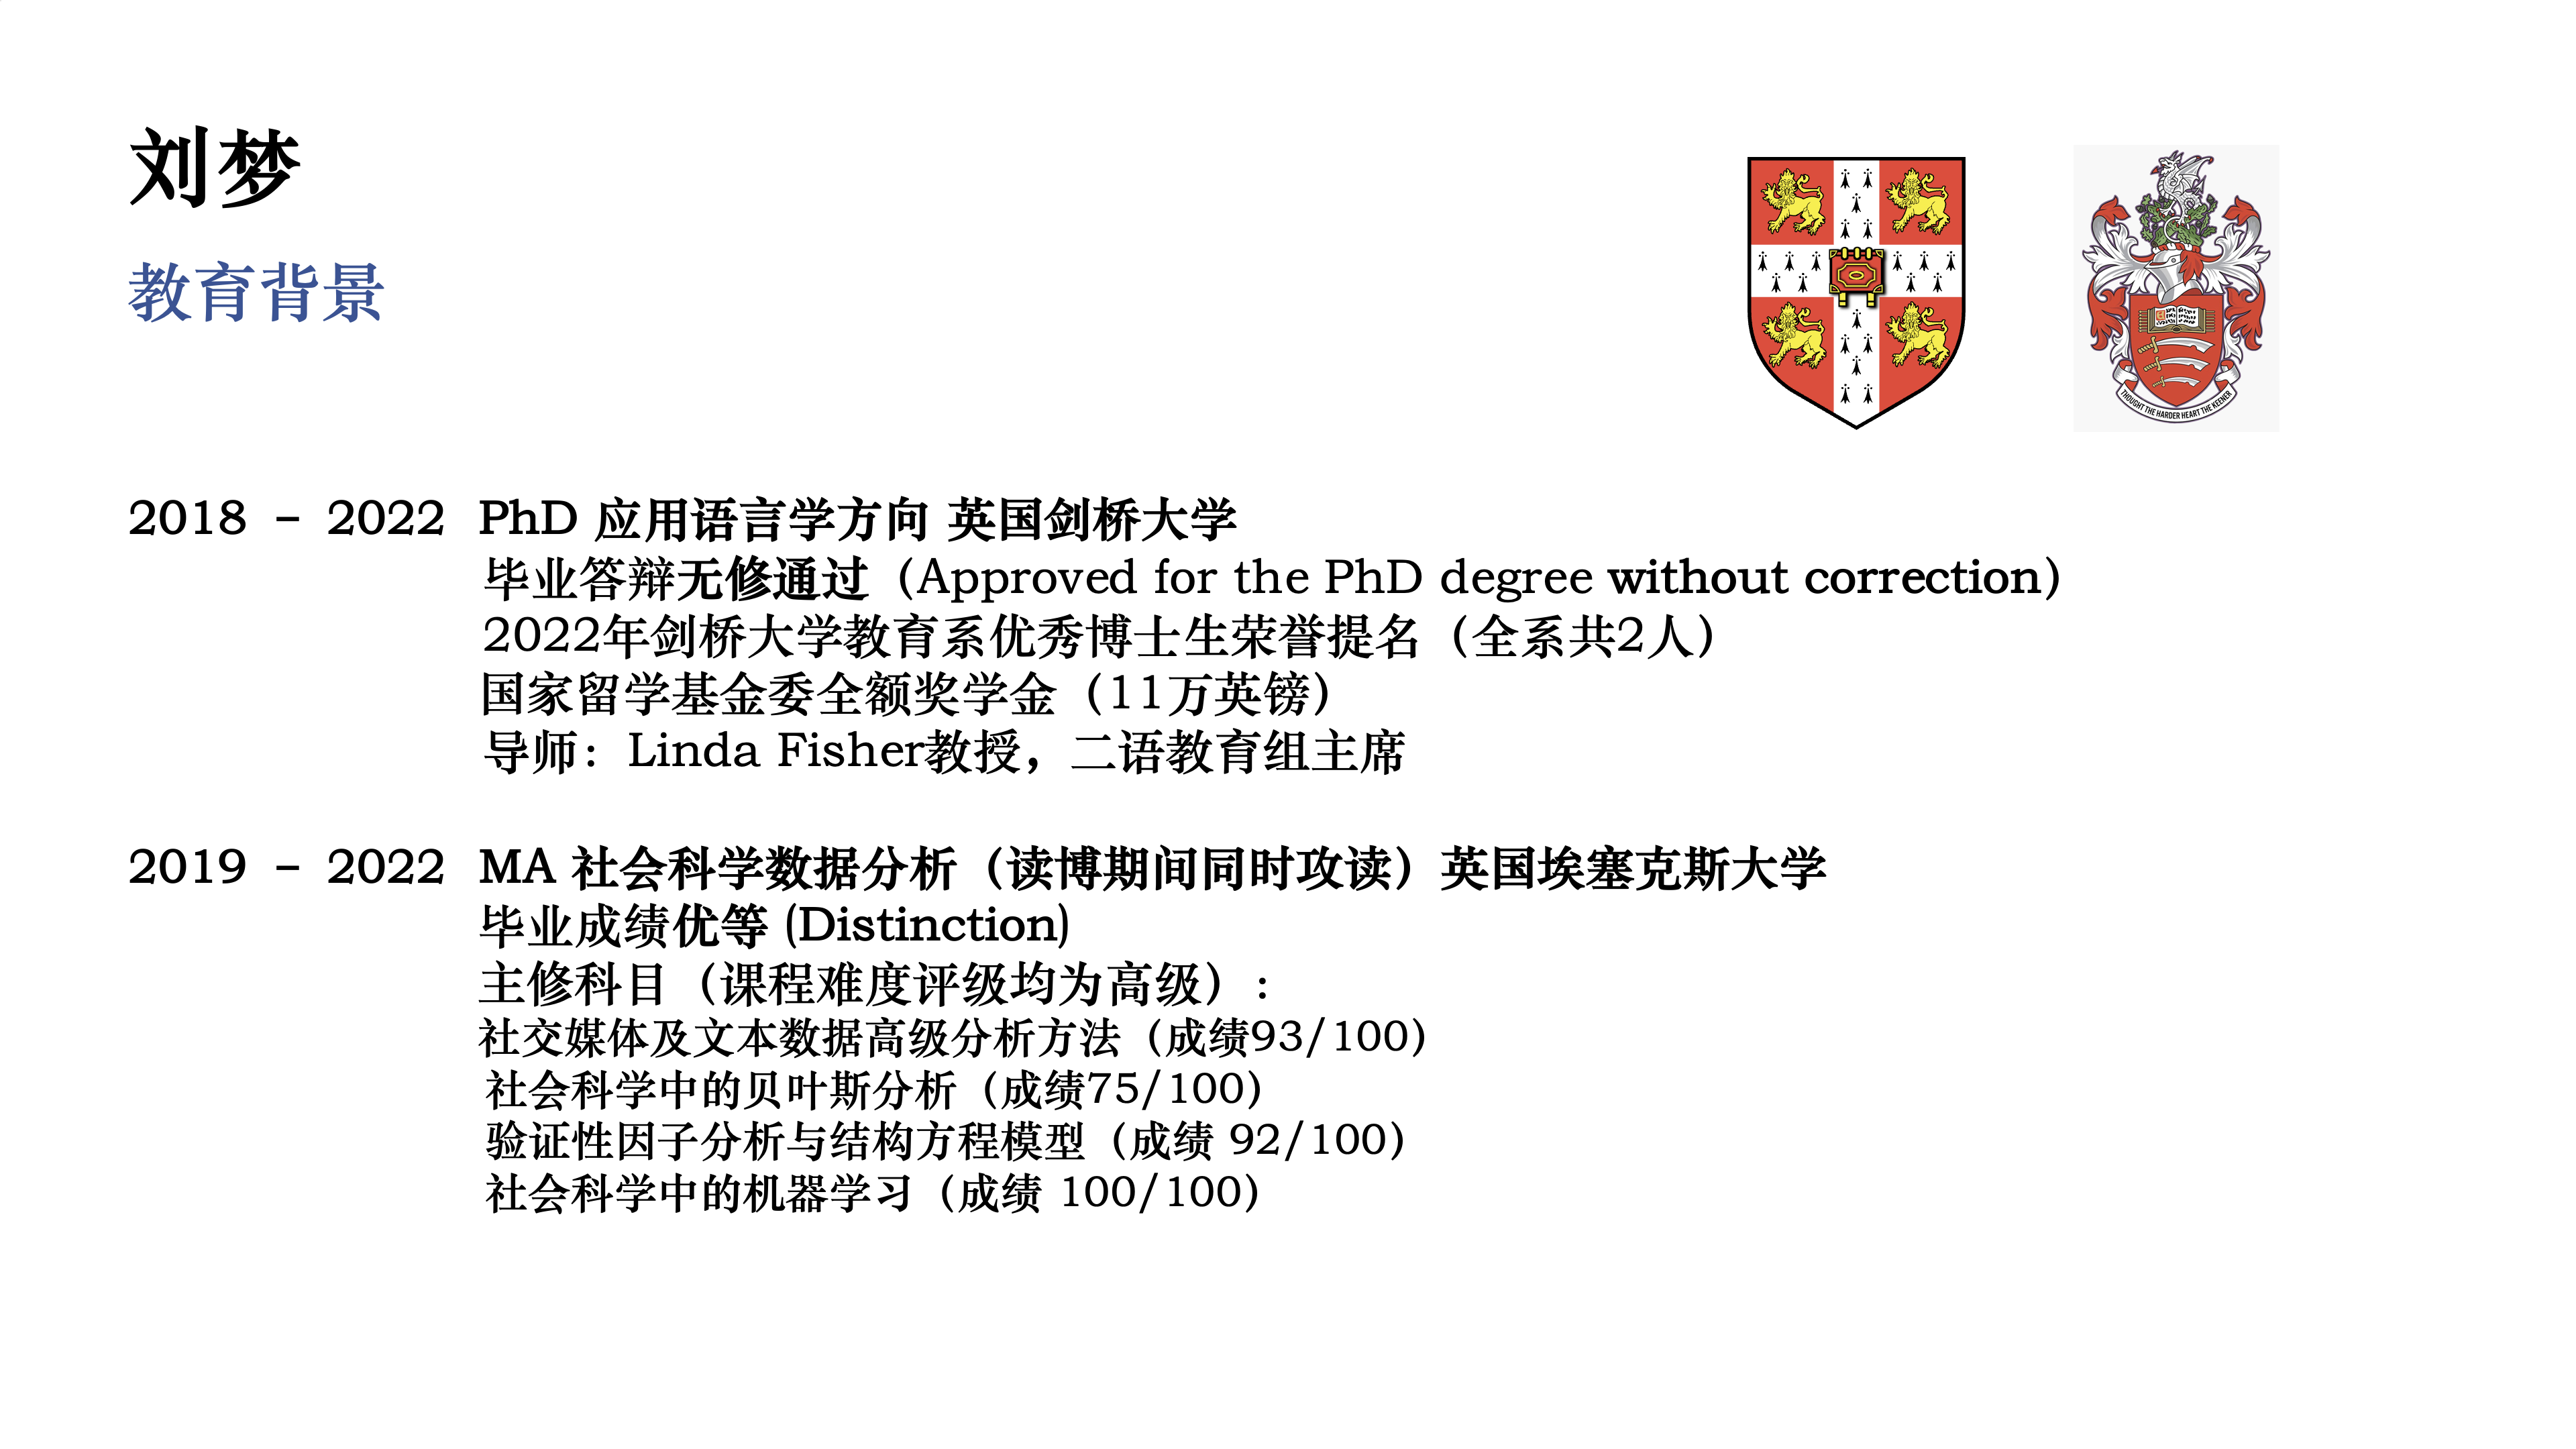 刘梦
教育背景
THOUGHT THE HARDER HEART THE KEENER
2018 – 2022 PhD 应用语言学方向 英国剑桥大学
毕业答辩无修通过（Approved for the PhD degree without correction）
2022年剑桥大学教育系优秀博士生荣誉提名（全系共2人）
国家留学基金委全额奖学金（11万英镑）
导师：Linda Fisher教授，二语教育组主席
2019 – 2022 MA 社会科学数据分析（读博期间同时攻读）英国埃塞克斯大学
毕业成绩优等 (Distinction)
主修科目（课程难度评级均为高级）：
社交媒体及文本数据高级分析方法（成绩93/100）
社会科学中的贝叶斯分析（成绩75/100）
验证性因子分析与结构方程模型（成绩 92/100）
社会科学中的机器学习（成绩 100/100）